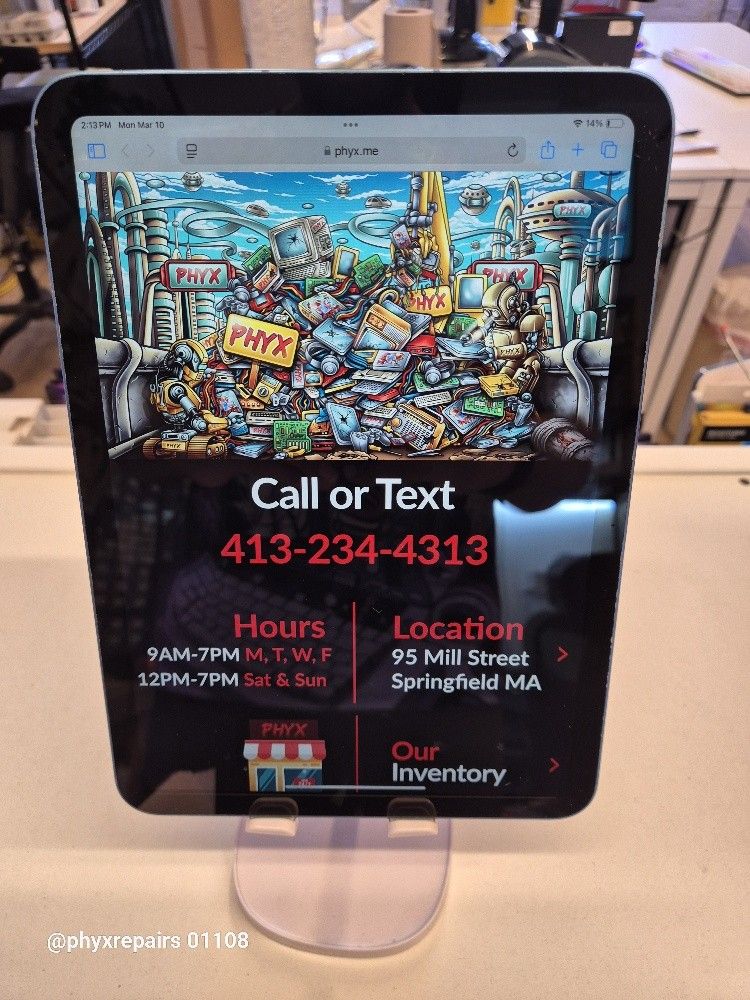 2:13 PM Mon Mar 10
14%
phyx.me
PHYX
PHYX
PHYX
PHYX
PHYX
PHYX
PHYX
Call or Text
413-234-4313
Hours
9AM-7PM M, T, W, F
12PM-7PM Sat & Sun
Location
95 Mill Street
Springfield MA
PHYX
Our
Inventory
@phyxrepairs 01108